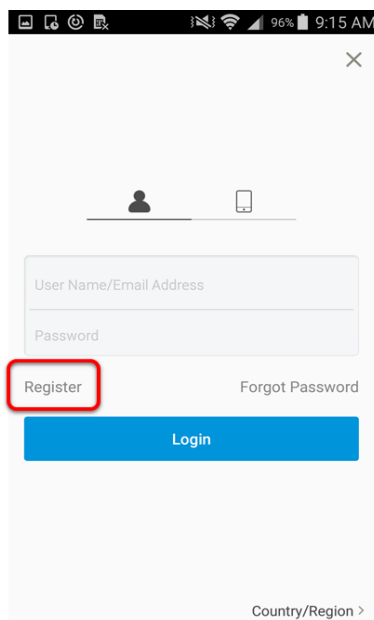 96% 9:15 AM
User Name/Email Address
Password
Register Forgot Password
Login
Country/Region >